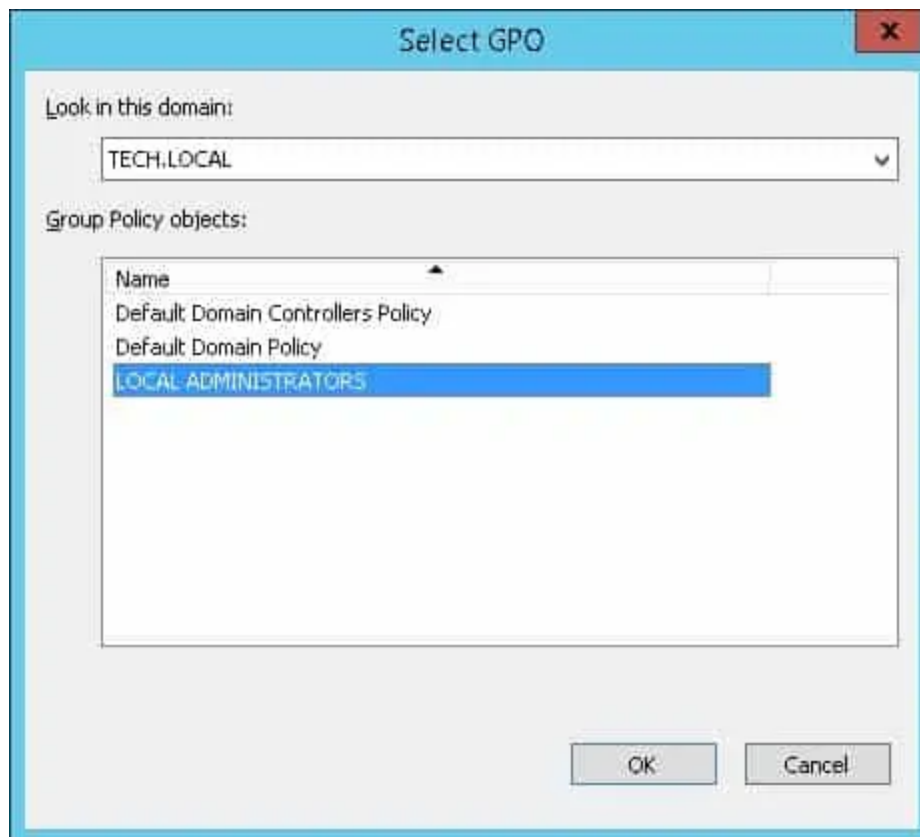 Select GPO
Look in this domain:
TECH.LOCAL
Group Policy objects:
Name
Default Domain Controllers Policy
Default Domain Policy
LOCAL ADMINISTRATORS
OK Cancel